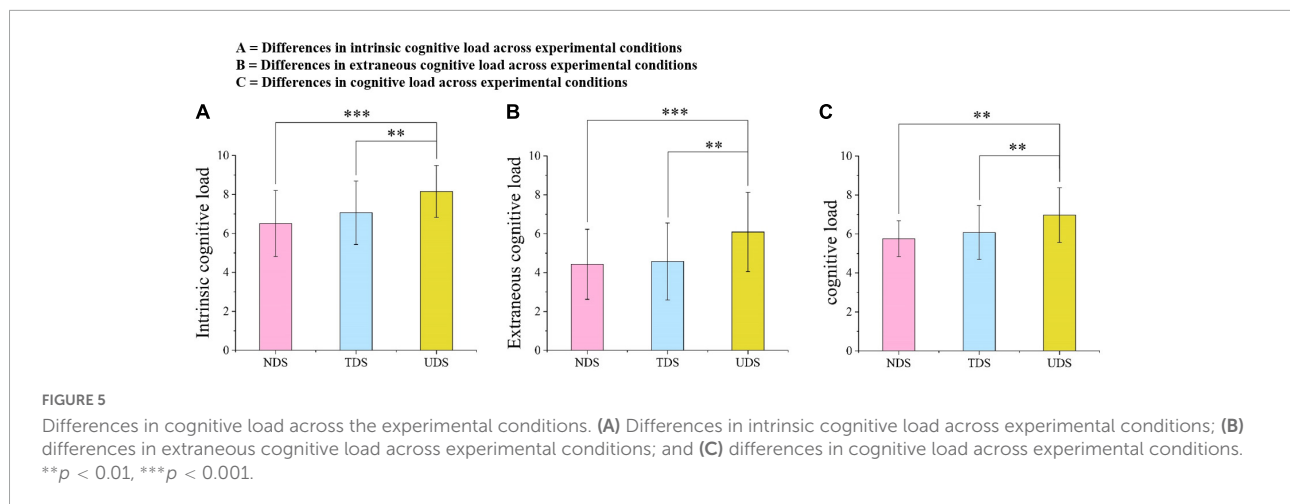 A = Differences in intrinsic cognitive load across experimental conditions
B = Differences in extraneous cognitive load across experimental conditions
C = Differences in cognitive load across experimental conditions
A
***
**
Intrinsic cognitive load
10
8
6
4
2
0
NDS TDS UDS
B
***
**
Extraneous cognitive load
10
8
6
4
2
0
NDS TDS UDS
C
**
**
cognitive load
10
8
6
4
2
0
NDS TDS UDS
FIGURE 5
Differences in cognitive load across the experimental conditions. (A) Differences in intrinsic cognitive load across experimental conditions; (B)
differences in extraneous cognitive load across experimental conditions; and (C) differences in cognitive load across experimental conditions.
**p < 0.01, ***p < 0.001.